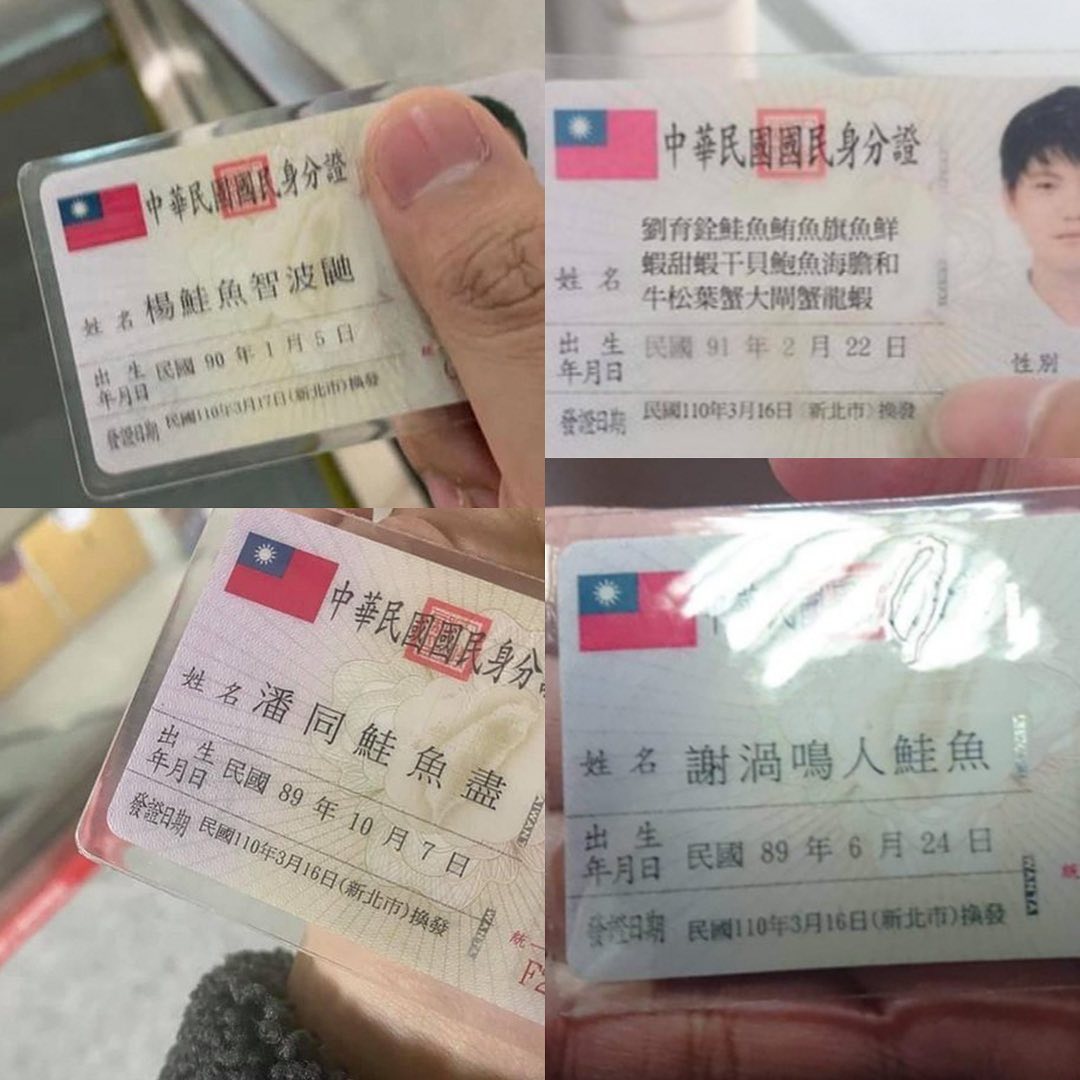 中華民國國民身分證
姓名 楊鮭魚智波鼬
出生年月日 民國 90 年 1 月 5 日
發證日期 民國110年3月17日(新北市)換發
統
中華民國國民身分證
姓名 劉育銓鮭魚鮪魚旗魚鮮
蝦甜蝦干貝鮑魚海膽和
牛松葉蟹大閘蟹龍蝦
出生年月日 民國 91 年 2 月 22 日
性別
發證日期 民國110年3月16日(新北市)換發
中華民國國民身分
姓名 潘同鮭魚盡
出生年月日 民國 89 年 10 月 7 日
發證日期 民國110年3月16日(新北市)換發
統一
F2
姓名 謝渦鳴人鮭魚
出生年月日 民國 89 年 6 月 24 日
統
發證日期 民國110年3月16日(新北市)換發